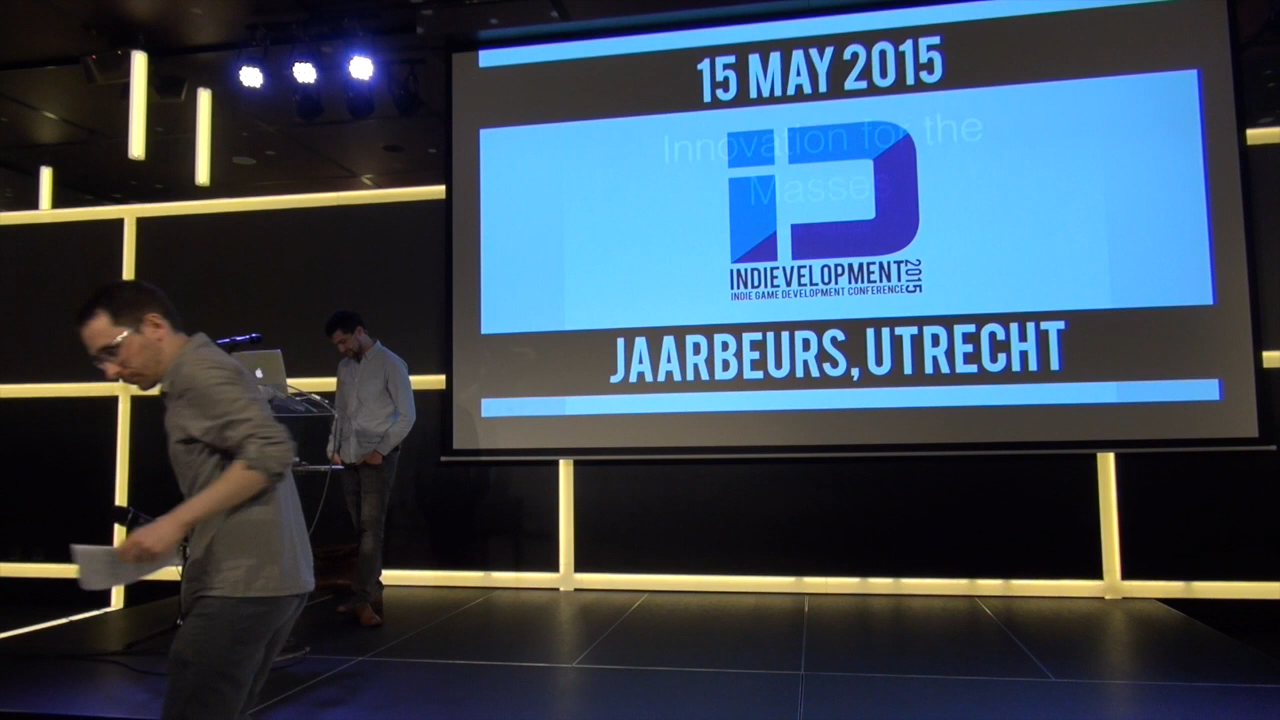 15 MAY 2015
Innovation for the
Masses
INDIEVELOPMENT 2015
INDIE GAME DEVELOPMENT CONFERENCE
JAARBEURS, UTRECHT